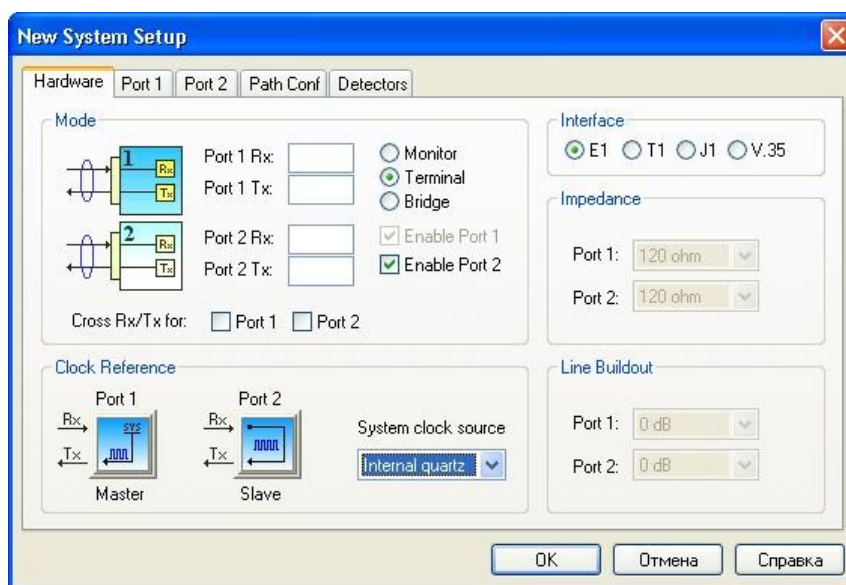 New System Setup
Hardware Port 1 Port 2 Path Conf Detectors
Mode
1 Rx Tx
Port 1 Rx:
Port 1 Tx:
Monitor
Terminal
Bridge
2 Rx Tx
Port 2 Rx:
Port 2 Tx:
Enable Port 1
Enable Port 2
Cross Rx/Tx for: Port 1 Port 2
Interface
E1 T1 J1 V.35
Impedance
Port 1: 120 ohm
Port 2: 120 ohm
Clock Reference
Port 1
Rx SYS
Tx
Master
Port 2
Rx
Tx
Slave
System clock source
Internal quartz
Line Buildout
Port 1: 0 dB
Port 2: 0 dB
OK Отмена Справка